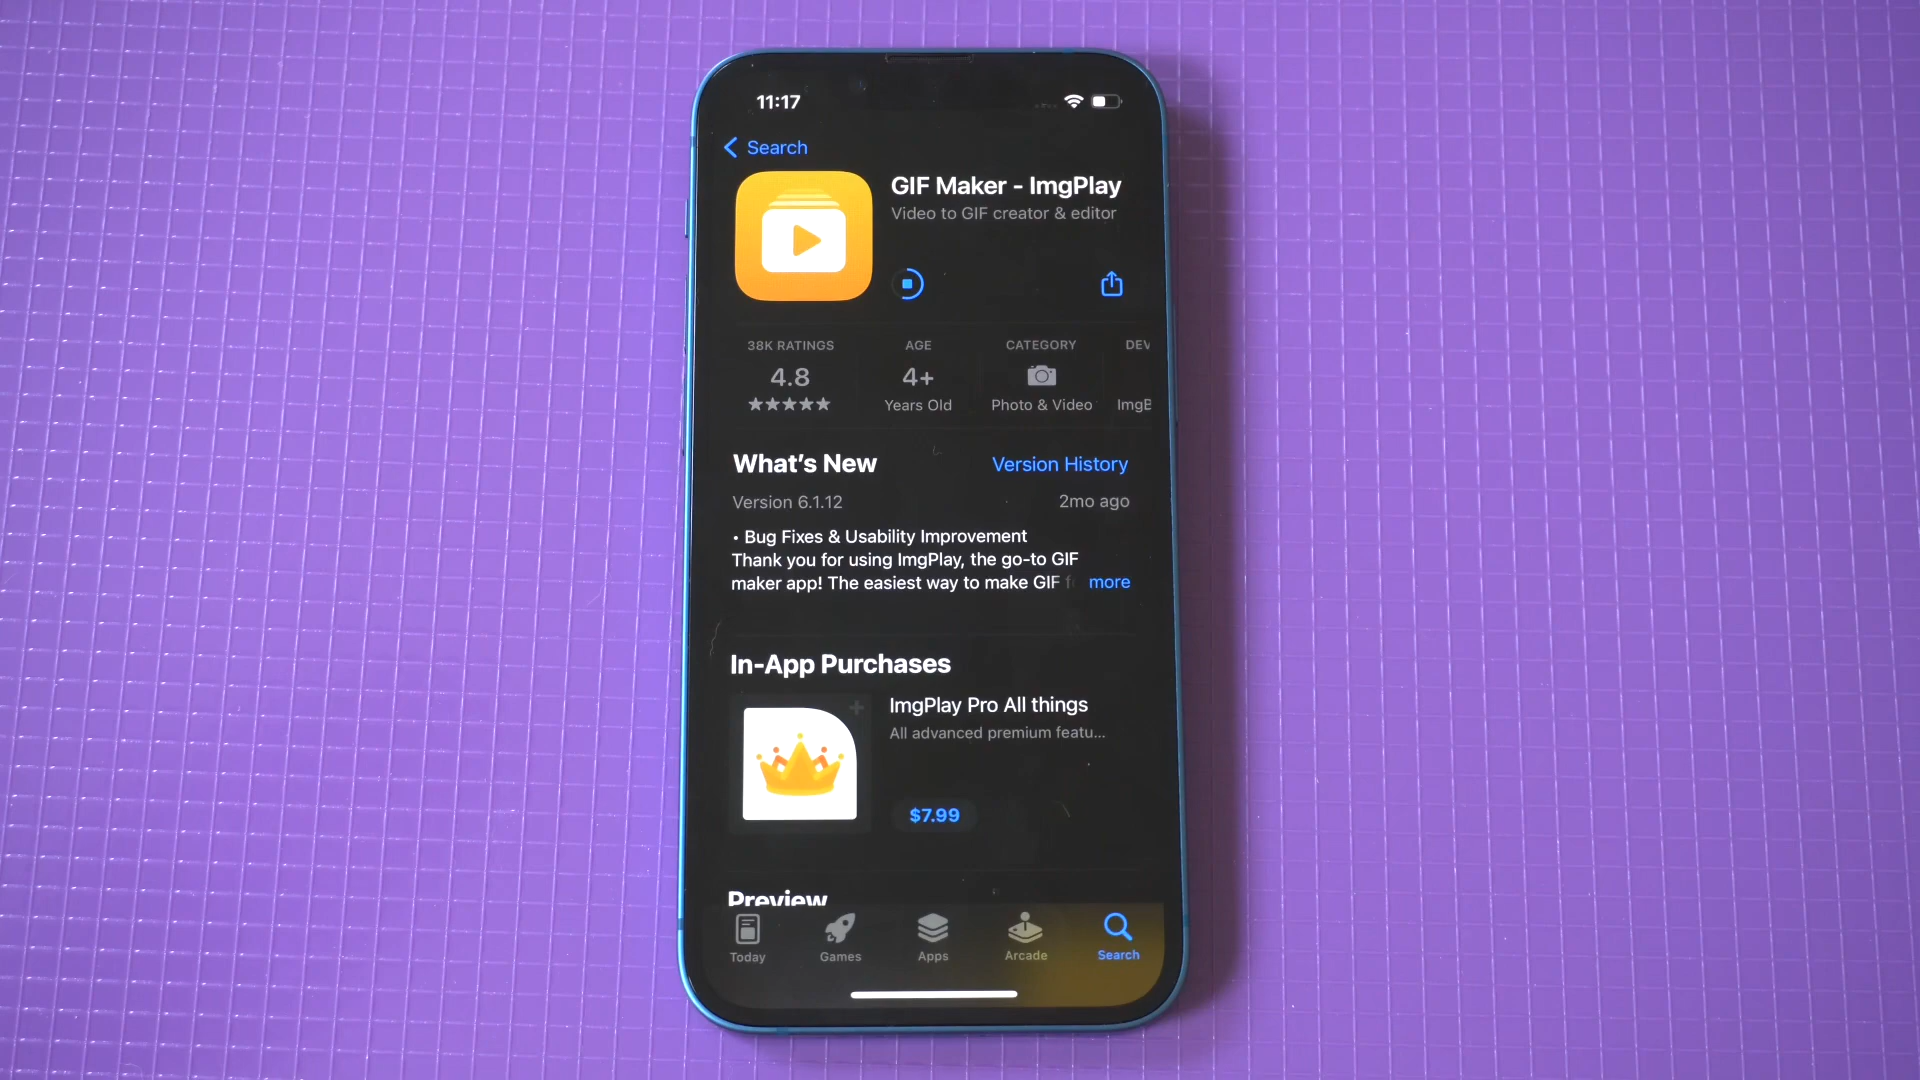 11:17
Search
GIF Maker - ImgPlay
Video to GIF creator & editor
38K RATINGS
4.8
AGE
4+
Years Old
CATEGORY
Photo & Video
DEV
ImgB
What's New
Version History
Version 6.1.12
2mo ago
• Bug Fixes & Usability Improvement
Thank you for using ImgPlay, the go-to GIF
maker app! The easiest way to make GIF f
more
In-App Purchases
ImgPlay Pro All things
All advanced premium featu...
$7.99
Preview
Today
Games
Apps
Arcade
Search